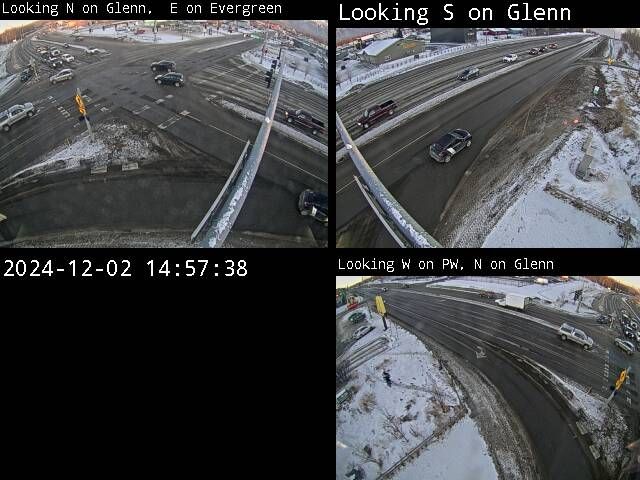 Looking N on Glenn,  E on Evergreen
Looking S on Glenn
2024-12-02 14:57:38
Looking W on PW, N on Glenn